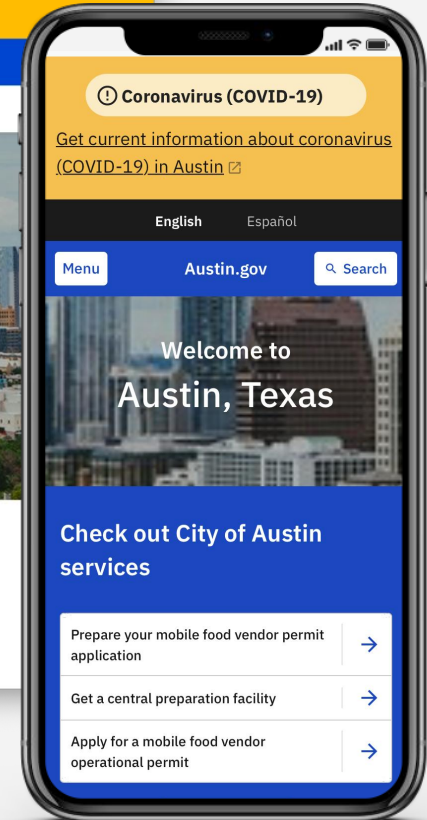 Coronavirus (COVID-19)
Get current information about coronavirus
(COVID-19) in Austin
English Español
Menu Austin.gov Search
Welcome to
Austin, Texas
Check out City of Austin
services
Prepare your mobile food vendor permit
application
Get a central preparation facility
Apply for a mobile food vendor
operational permit